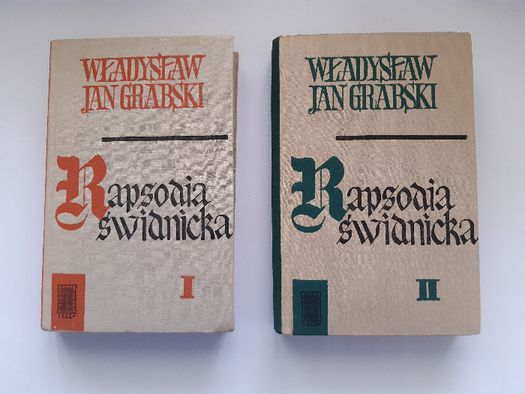 WŁADYSŁAW
JAN GRABSKI
Rapsodia
świdnicka
I
WŁADYSŁAW
JAN GRABSKI
Rapsodia
świdnicka
II